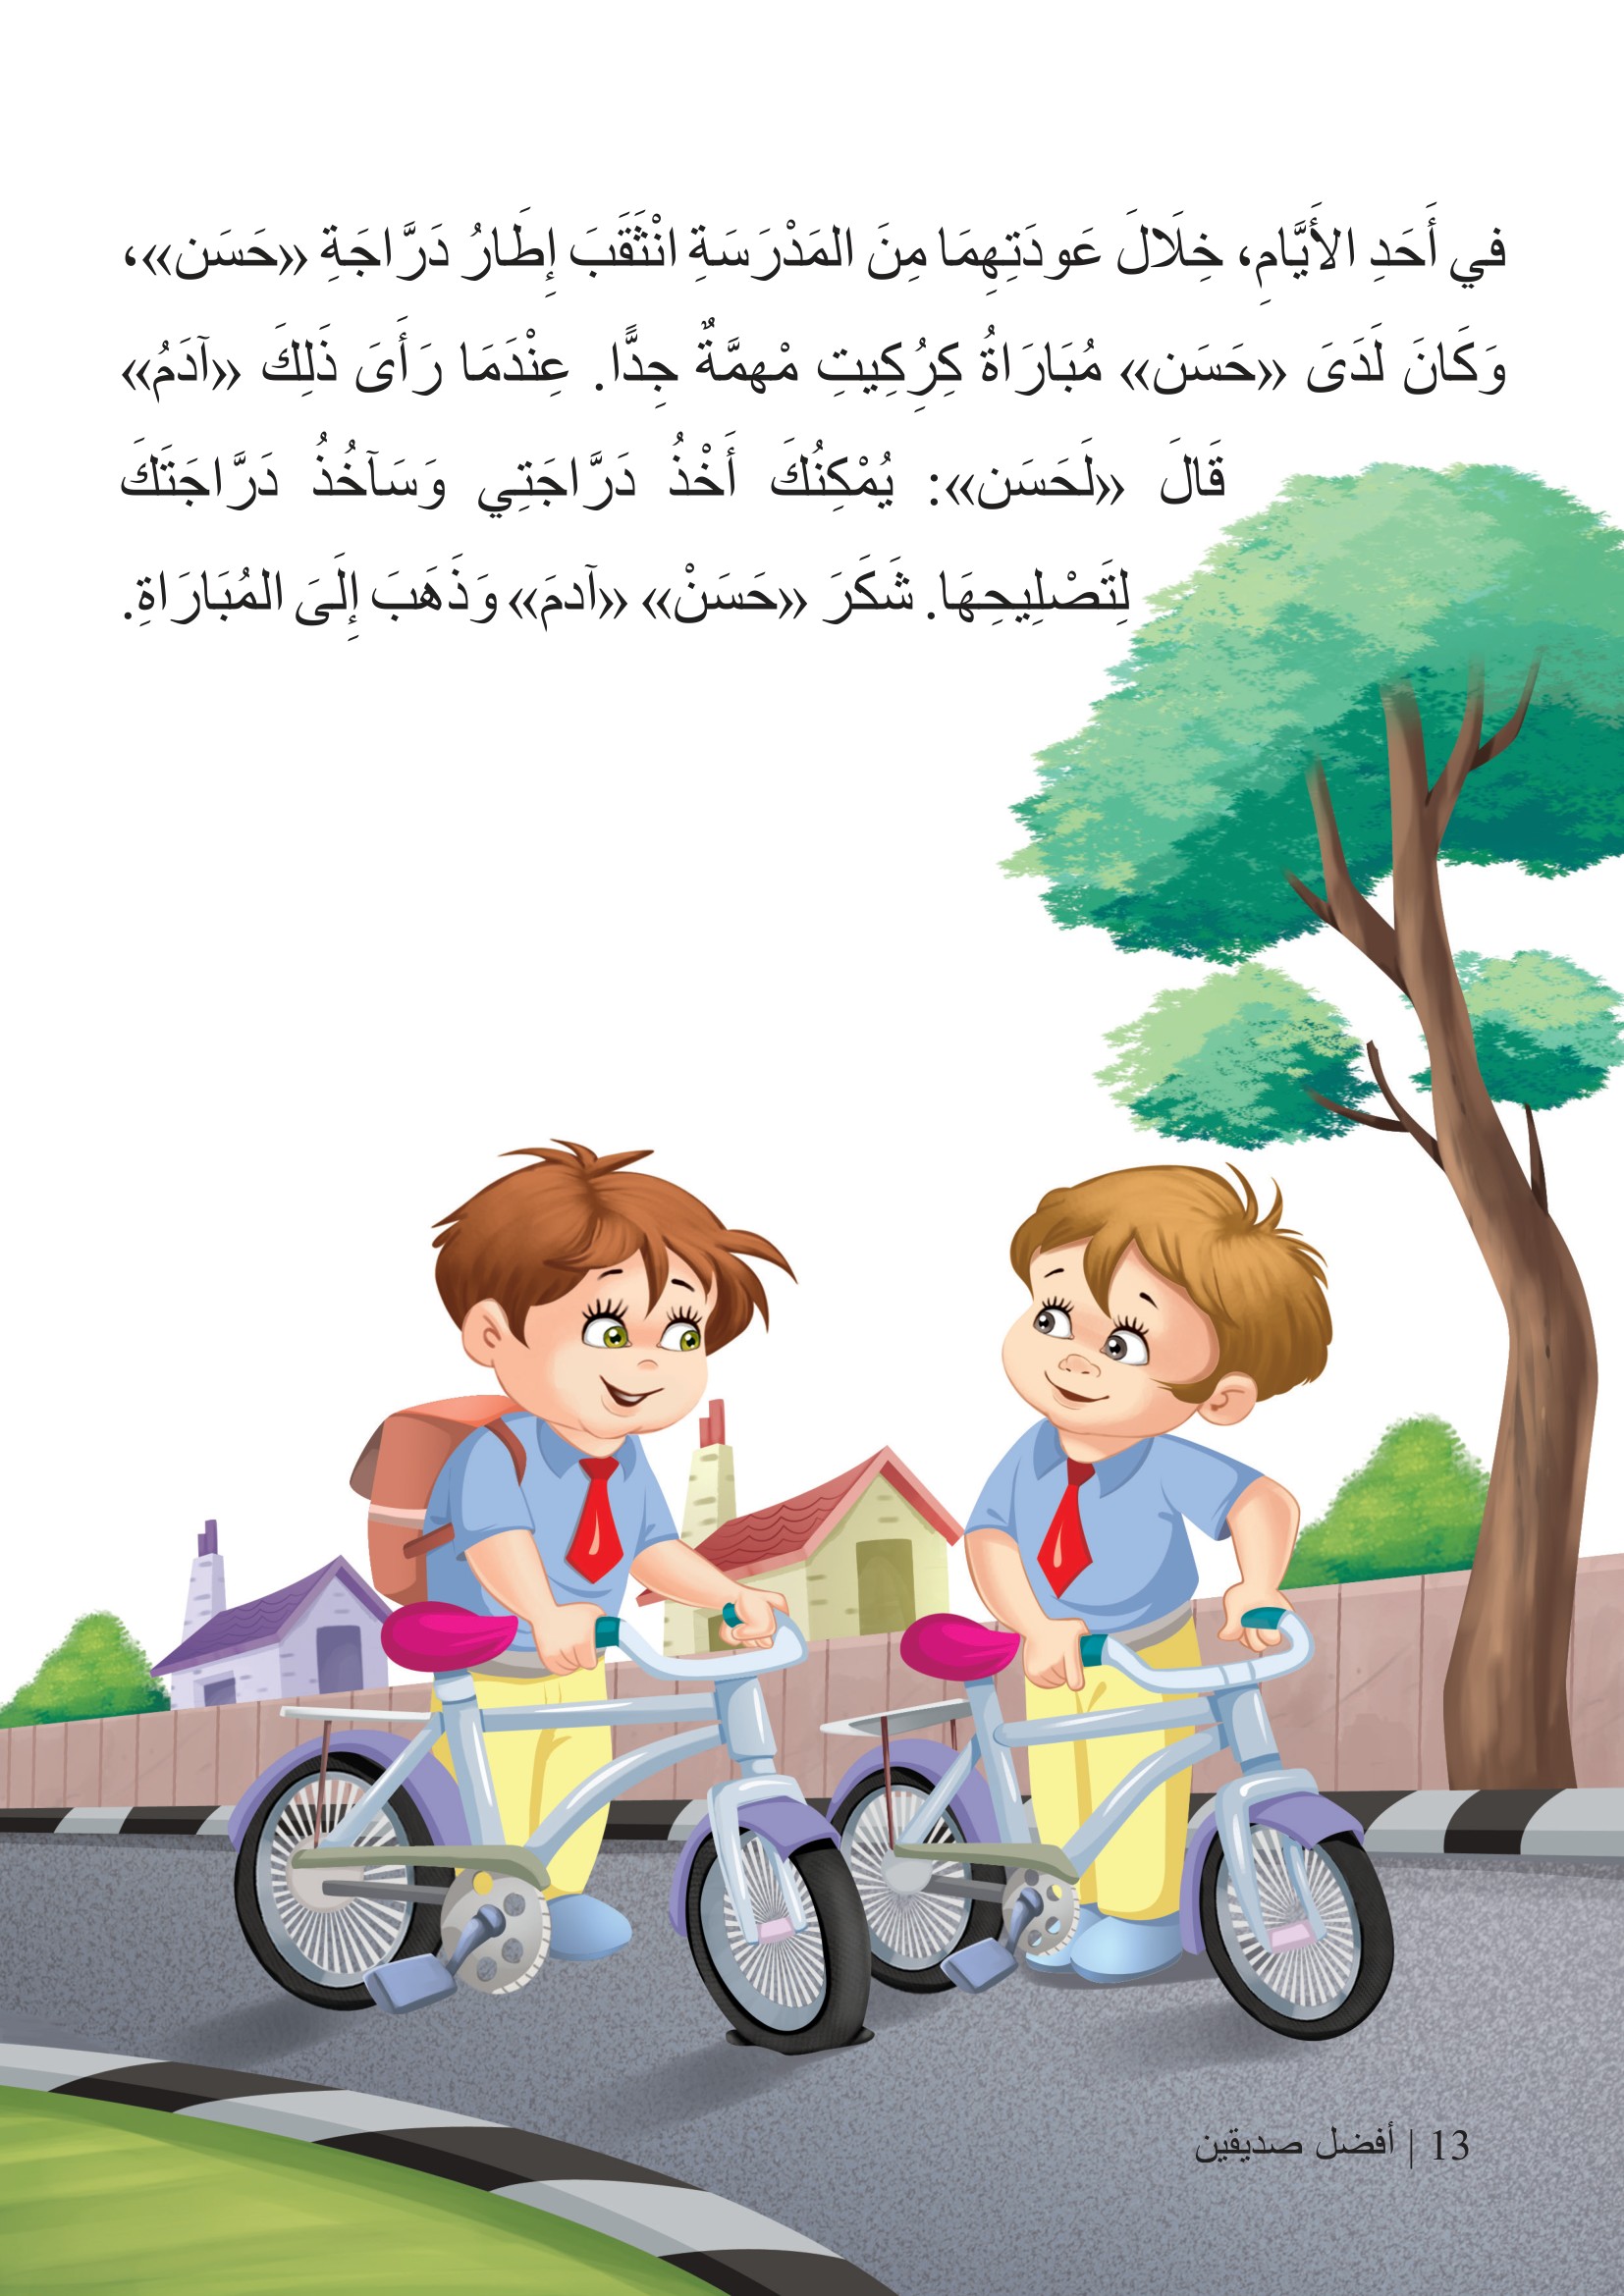 في أَحَدِ الأَيَّامِ، خِلَالَ عَودَتِهِمَا مِنَ المَدْرَسَةِ انْثَقَبَ إِطَارُ دَرَّاجَةِ «حَسَن»،
وَكَانَ لَدَىَ «حَسَن» مُبَارَاةُ كِرِكِيتِ مْهمَّةٌ جِدًّا. عِنْدَمَا رَأَىَ ذَلِكَ «آدَمُ»
قَالَ «لَحَسَن»: يُمْكِنُكَ أَخْذُ دَرَّاجَتِي وَسَآخُذُ دَرَّاجَتَكَ
لِتَصْلِيحِهَا. شَكَرَ «حَسَنْ» «آدمَ» وَذَهَبَ إِلَىَ المُبَارَاةِ.
13 | أفضل صديقين